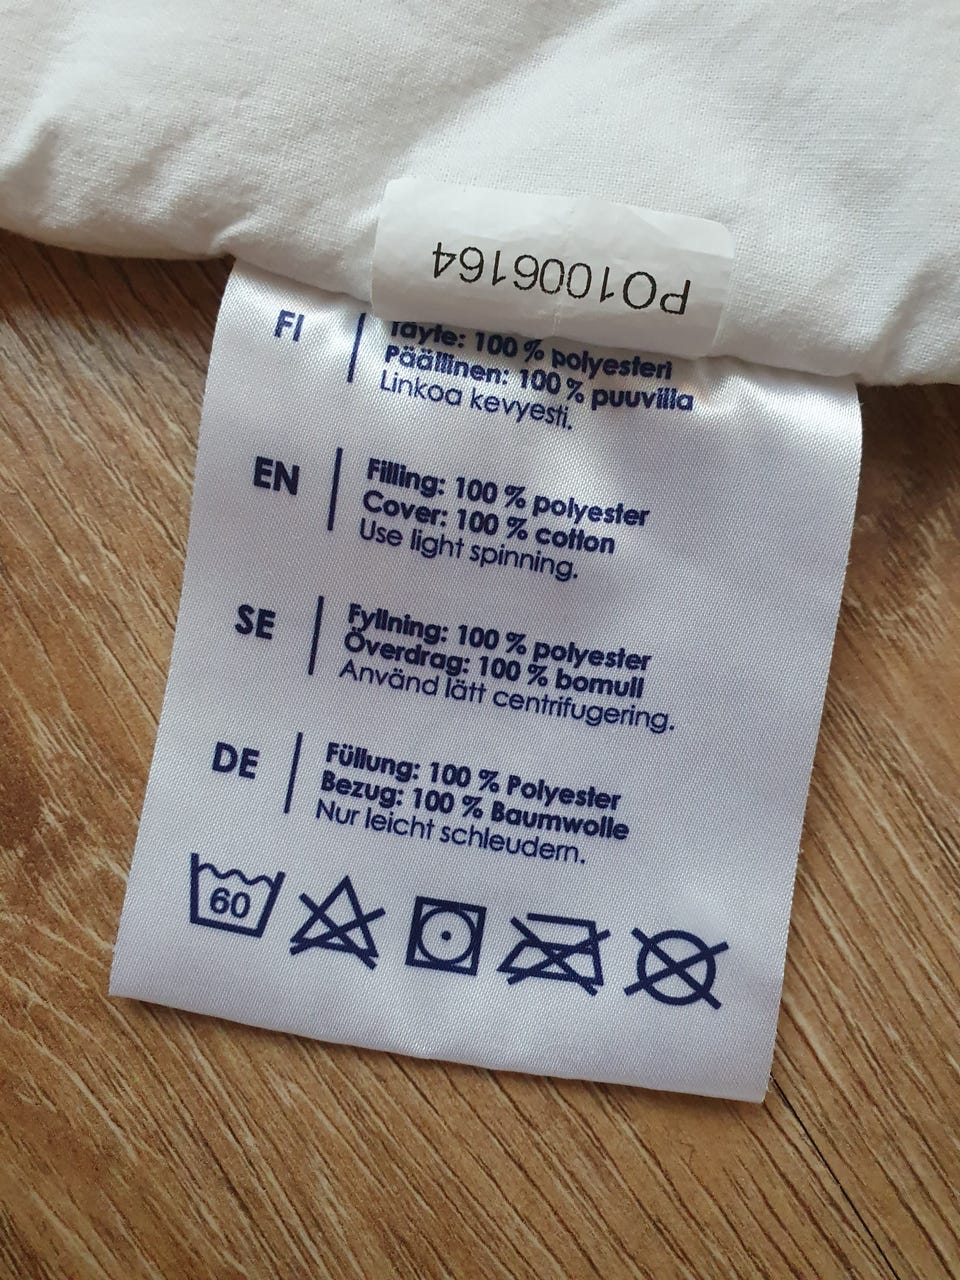 PO1006164
FI
Täyte: 100 % polyesteri
Päällinen: 100 % puuvilla
Linkoa kevyesti.
EN
Filling: 100 % polyester
Cover: 100 % cotton
Use light spinning.
SE
Fyllning: 100 % polyester
Överdrag: 100 % bomull
Använd lätt centrifugering.
DE
Füllung: 100 % Polyester
Bezug: 100 % Baumwolle
Nur leicht schleudern.
60